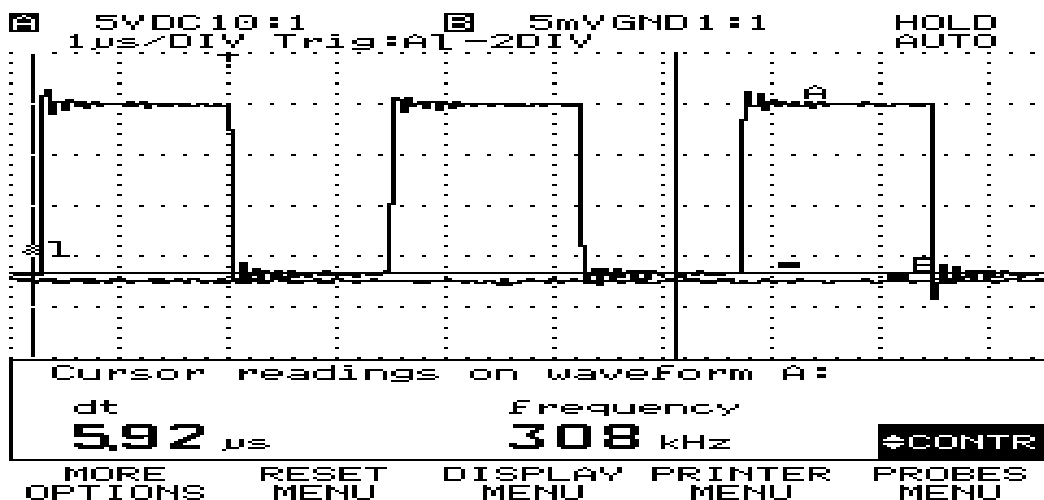 A 5VDC10:1 B 5mVGND1:1 HOLD
1µs/DIV Trig:A1-2DIV AUTO
A
1
B
Cursor readings on waveform A:
dt frequency
5.92 µs 308 kHz
CONTR
MORE OPTIONS RESET MENU DISPLAY MENU PRINTER MENU PROBES MENU